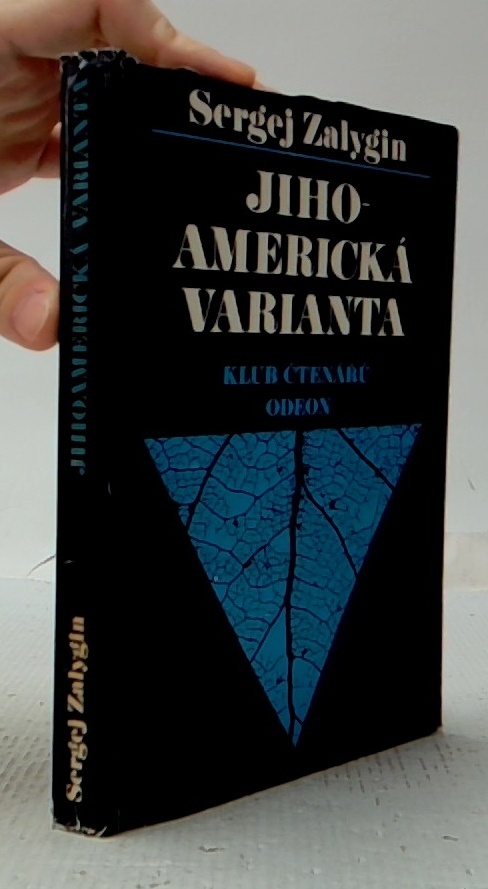 Sergej Zalygin
JIHO-
AMERICKÁ
VARIANTA
KLUB ČTENÁŘŮ
ODEON
JIHOAMERICKÁ VARIANTA
Sergej Zalygin